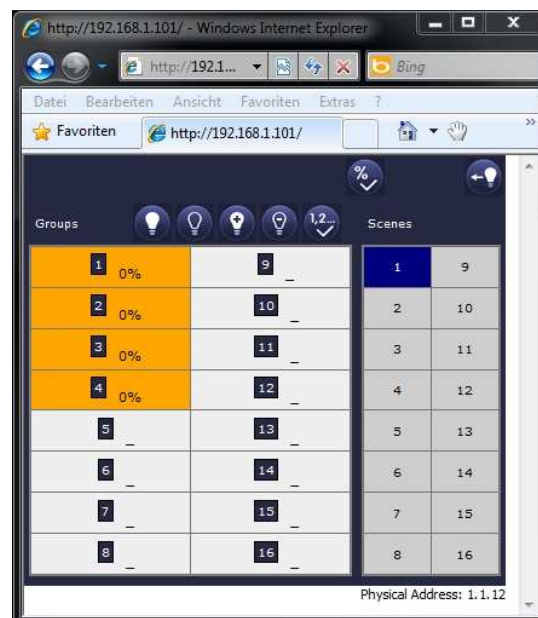 http://192.168.1.101/ - Windows Internet Explorer
http://192.1... Bing
Datei Bearbeiten Ansicht Favoriten Extras ?
Favoriten http://192.168.1.101/ »
%
Groups 1,2... Scenes
1 0% 9 _ 1 9
2 0% 10 _ 2 10
3 0% 11 _ 3 11
4 0% 12 _ 4 12
5 _ 13 _ 5 13
6 _ 14 _ 6 14
7 _ 15 _ 7 15
8 _ 16 _ 8 16
Physical Address: 1.1.12